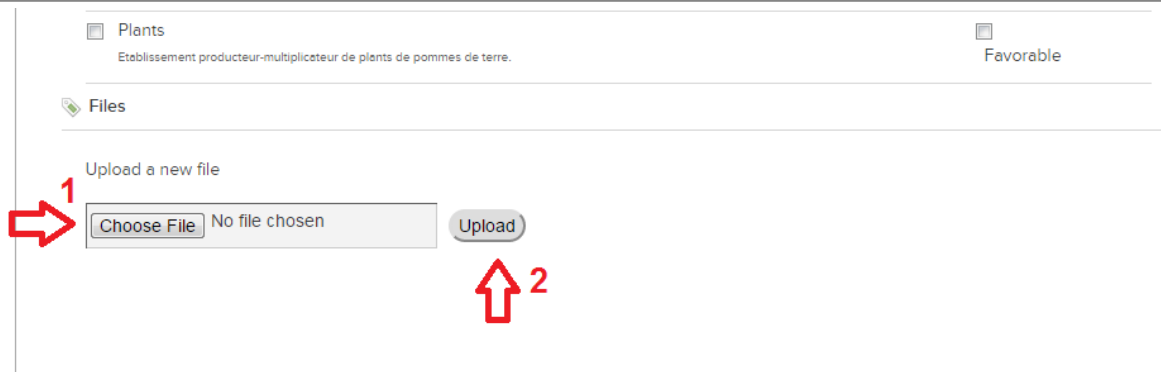 Plants
Etablissement producteur-multiplicateur de plants de pommes de terre.
Favorable
Files
Upload a new file
1
Choose File No file chosen
Upload
2